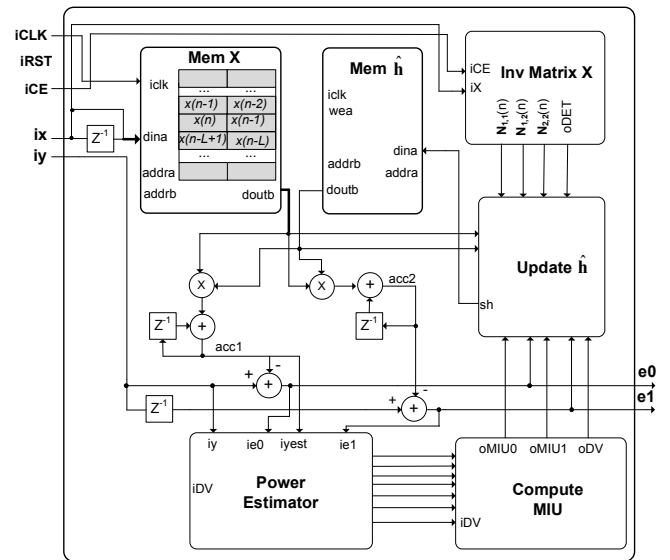 iCLK
iRST
iCE
ix
iy
Z⁻¹
Mem X
iclk
... ...
x(n-1) x(n-2)
x(n) x(n-1)
x(n-L+1) x(n-L)
... ...
dina
addra
addrb
doutb
Mem ĥ
iclk
wea
dina
addrb
addra
doutb
iCE
iX
Inv Matrix X
N1,1(n)
N1,2(n)
N2,2(n)
oDET
Update ĥ
sh
X
X
+
acc2
Z⁻¹
+
Z⁻¹
acc1
-
+
+
-
e0
Z⁻¹
+
+
e1
iy
ie0
iyest
ie1
iDV
Power
Estimator
oMIU0
oMIU1
oDV
Compute
MIU
iDV